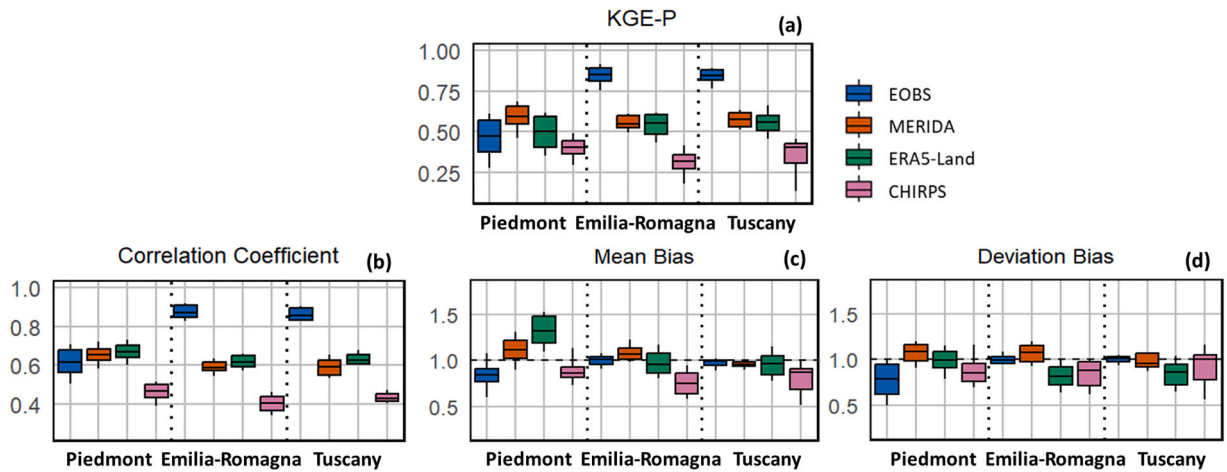 KGE-P (a)
1.00
0.75
0.50
0.25
Piedmont Emilia-Romagna Tuscany
EOBS
MERIDA
ERA5-Land
CHIRPS
Correlation Coefficient (b)
1.0
0.8
0.6
0.4
Piedmont Emilia-Romagna Tuscany
Mean Bias (c)
1.5
1.0
0.5
Piedmont Emilia-Romagna Tuscany
Deviation Bias (d)
1.5
1.0
0.5
Piedmont Emilia-Romagna Tuscany